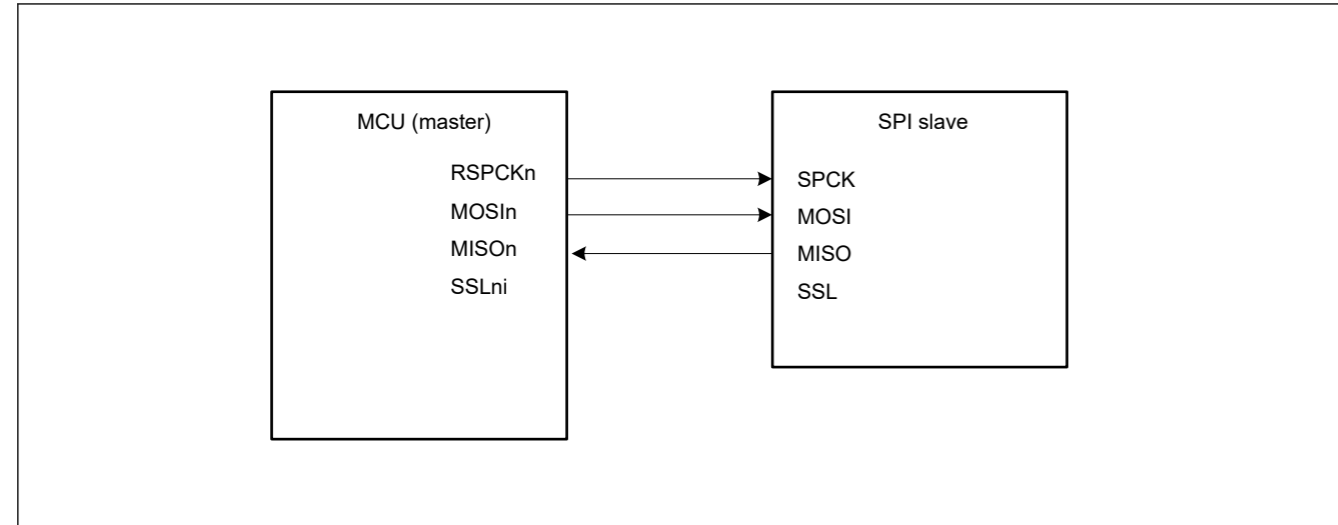 MCU (master)
RSPCKn
MOSIn
MISOn
SSLni
SPI slave
SPCK
MOSI
MISO
SSL